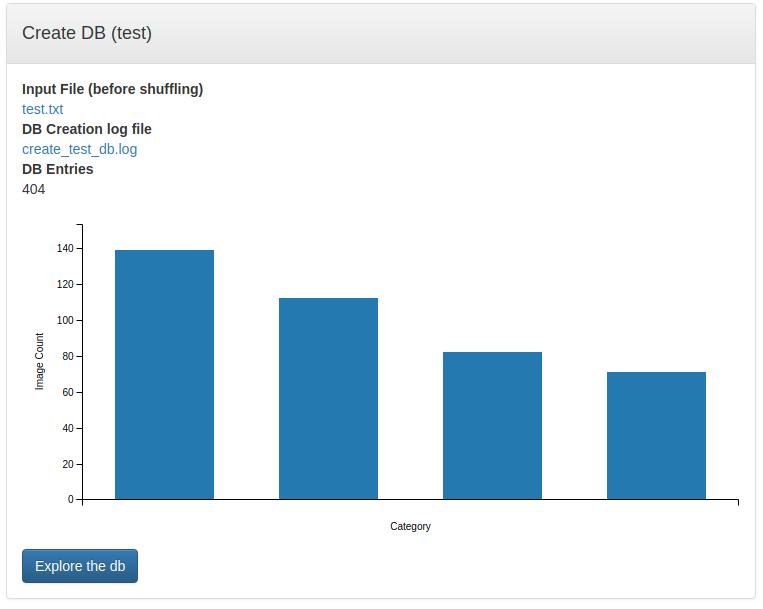 Create DB (test)
Input File (before shuffling)
test.txt
DB Creation log file
create_test_db.log
DB Entries
404
140
120
100
80
60
40
20
0
Image Count
Category
Explore the db